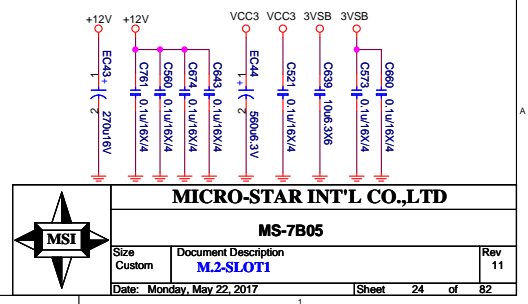 +12V +12V VCC3 VCC3 3VSB 3VSB
EC43 + 1 2 270u16V
C761 0.1u/16X/4
C560 0.1u/16X/4
C674 0.1u/16X/4
C643 0.1u/16X/4
EC44 + 1 2 560u6.3V
C521 0.1u/16X/4
C639 10u6.3X6
C573 0.1u/16X/4
C660 0.1u/16X/4
A
MSI
MICRO-STAR INT'L CO.,LTD
MS-7B05
Size Document Description Rev
Custom M.2-SLOT1 11
Date: Monday, May 22, 2017 Sheet 24 of 82
1